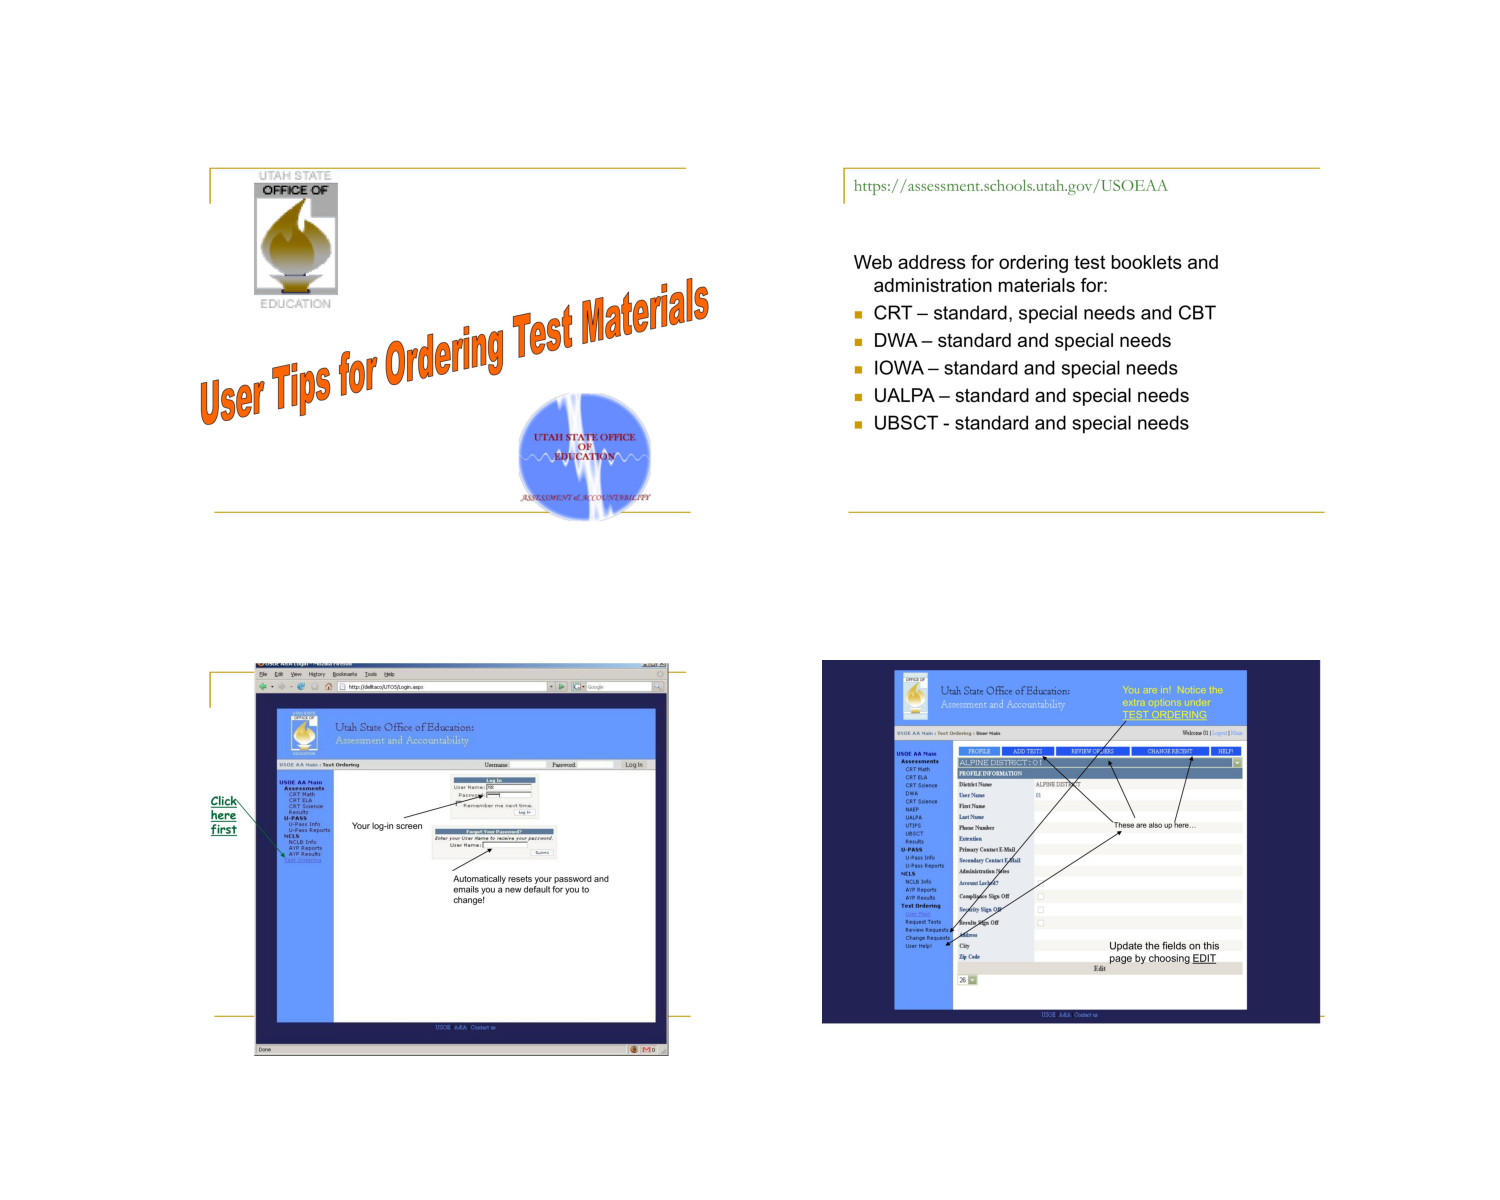 UTAH STATE
OFFICE OF
EDUCATION
User Tips for Ordering Test Materials
UTAH STATE OFFICE
OF
EDUCATION
ASSESSMENT & ACCOUNTABILITY
https://assessment.schools.utah.gov/USOEAA
Web address for ordering test booklets and
administration materials for:
■ CRT – standard, special needs and CBT
■ DWA – standard and special needs
■ IOWA – standard and special needs
■ UALPA – standard and special needs
■ UBSCT - standard and special needs
File Edit View History Bookmarks Tools Help
http://delltaco/UTOS/Login.aspx
Google
UTAH STATE
OFFICE OF
EDUCATION
Utah State Office of Education:
Assessment and Accountability
USOE AA Main : Test Ordering
Username: Password: Log In
USOE AA Main
Assessments
CRT Math
CRT ELA
CRT Science
Results
U-PASS
U-Pass Info
U-Pass Reports
NCLB
NCLB Info
AYP Reports
AYP Results
Test Ordering
Click
here
first
Log In
User Name:
Password:
Remember me next time.
Log In
Your log-in screen
Forgot Your Password?
Enter your User Name to receive your password.
User Name:
Submit
Automatically resets your password and
emails you a new default for you to
change!
USOE A&A Contact us
Done
OFFICE OF
Utah State Office of Education:
Assessment and Accountability
You are in! Notice the
extra options under
TEST ORDERING
USOE AA Main : Test Ordering : User Main
Welcome 01 | Logout | Main
PROFILE ADD TESTS REVIEW ORDERS CHANGE RECENT HELP!
ALPINE DISTRICT: 01
PROFILE INFORMATION
USOE AA Main
Assessments
CRT Math
CRT ELA
CRT Science
DWA
CRT Science
NAEP
UALPA
UTIPS
UBSCT
Results
U-PASS
U-Pass Info
U-Pass Reports
NCLS
NCLB Info
AYP Reports
AYP Results
Test Ordering
User Main
Request Tests
Review Requests
Change Requests
User Help!
District Name ALPINE DISTRICT
User Name 01
First Name
Last Name
Phone Number
Extention
Primary Contact E-Mail
Secondary Contact E-Mail
Administration Notes
Account Locked?
Compliance Sign Off
Security Sign Off
Results Sign Off
Address
City
Zip Code
These are also up here…
Update the fields on this
page by choosing EDIT
Edit
26
USOE A&A Contact us